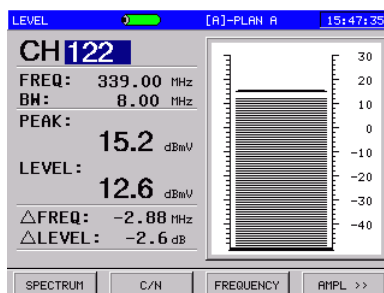 LEVEL [A]-PLAN A 15:47:35
CH 122
FREQ: 339.00 MHz
BW: 8.00 MHz
PEAK:
15.2 dBmV
LEVEL:
12.6 dBmV
△FREQ: -2.88 MHz
△LEVEL: -2.6 dB
30
20
10
0
-10
-20
-30
-40
SPECTRUM C/N FREQUENCY AMPL >>